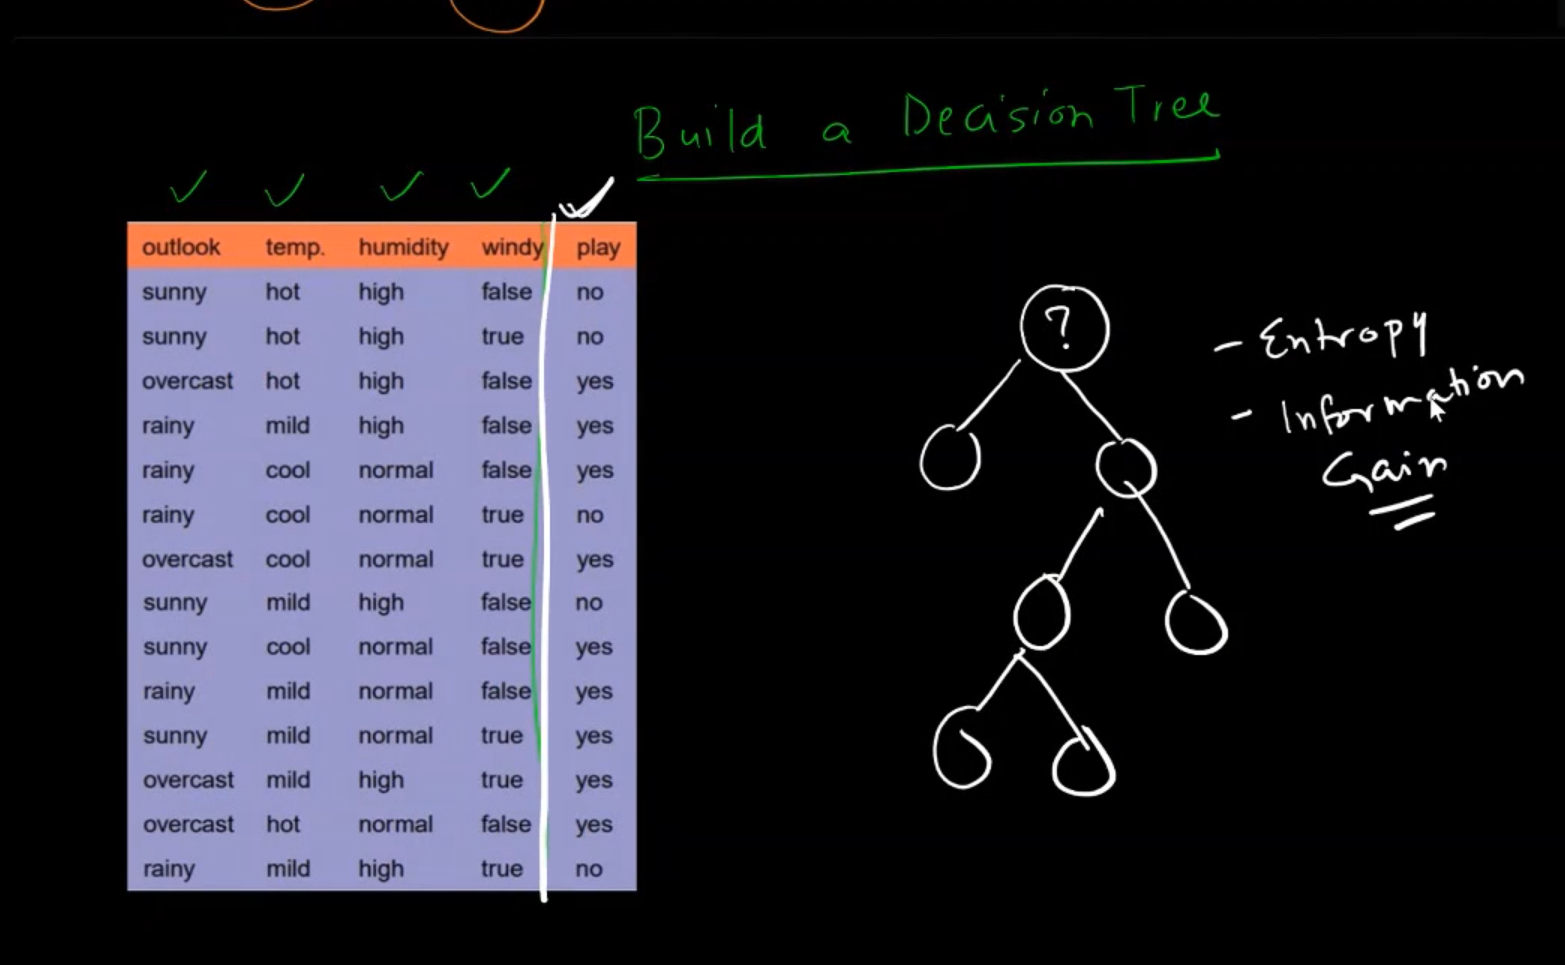 Build a Decision Tree
outlook temp. humidity windy play
sunny hot high false no
sunny hot high true no
overcast hot high false yes
rainy mild high false yes
rainy cool normal false yes
rainy cool normal true no
overcast cool normal true yes
sunny mild high false no
sunny cool normal false yes
rainy mild normal false yes
sunny mild normal true yes
overcast mild high true yes
overcast hot normal false yes
rainy mild high true no
?
- Entropy
- Information
Gain